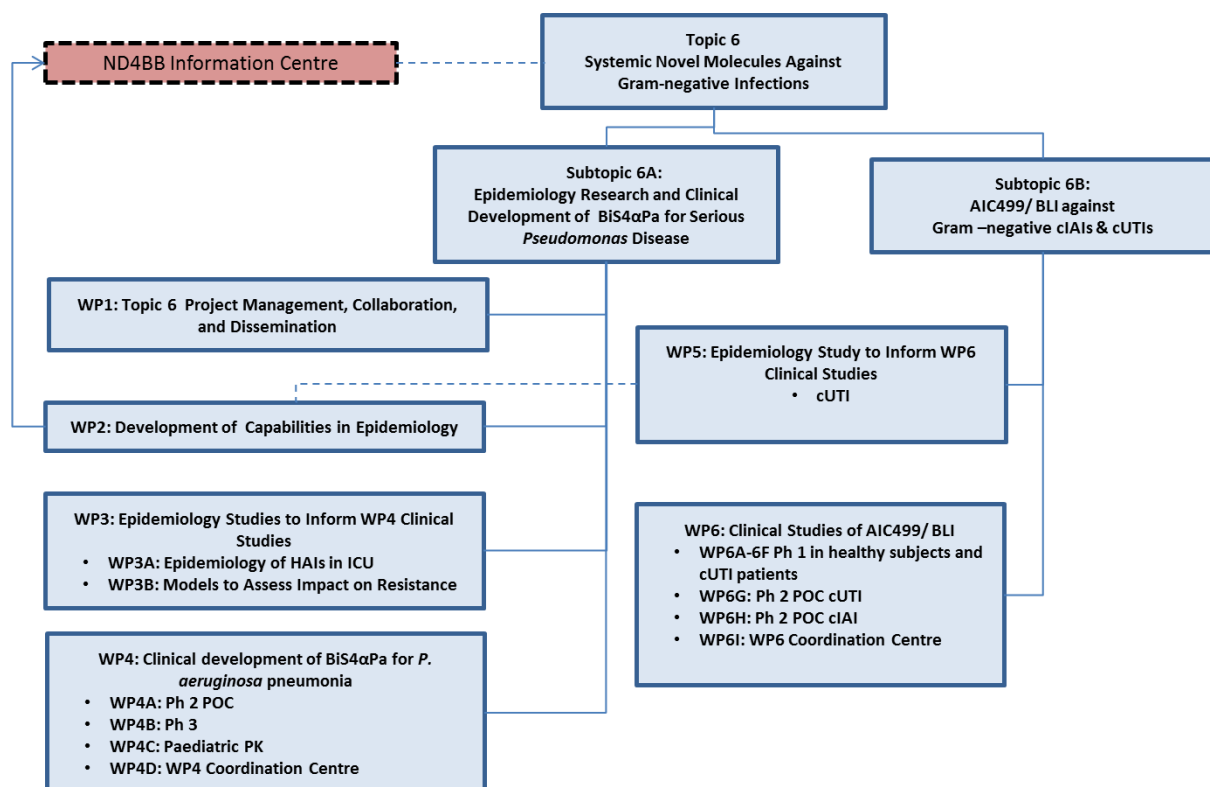 ND4BB Information Centre
Topic 6
Systemic Novel Molecules Against
Gram-negative Infections
Subtopic 6A:
Epidemiology Research and Clinical
Development of BiS4αPa for Serious
Pseudomonas Disease
Subtopic 6B:
AIC499/ BLI against
Gram –negative cIAIs & cUTIs
WP1: Topic 6 Project Management, Collaboration,
and Dissemination
WP5: Epidemiology Study to Inform WP6
Clinical Studies
• cUTI
WP2: Development of Capabilities in Epidemiology
WP3: Epidemiology Studies to Inform WP4 Clinical
Studies
• WP3A: Epidemiology of HAIs in ICU
• WP3B: Models to Assess Impact on Resistance
WP6: Clinical Studies of AIC499/ BLI
• WP6A-6F Ph 1 in healthy subjects and
cUTI patients
• WP6G: Ph 2 POC cUTI
• WP6H: Ph 2 POC cIAI
• WP6I: WP6 Coordination Centre
WP4: Clinical development of BiS4αPa for P.
aeruginosa pneumonia
• WP4A: Ph 2 POC
• WP4B: Ph 3
• WP4C: Paediatric PK
• WP4D: WP4 Coordination Centre